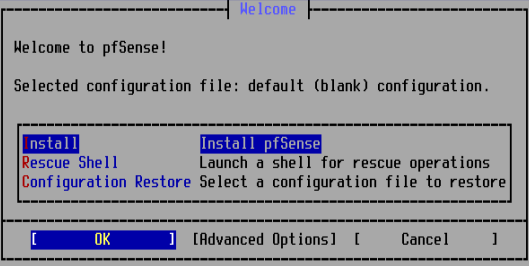 Welcome
Welcome to pfSense!
Selected configuration file: default (blank) configuration.
Install Install pfSense
Rescue Shell Launch a shell for rescue operations
Configuration Restore Select a configuration file to restore
[ OK ] [Advanced Options] [ Cancel ]